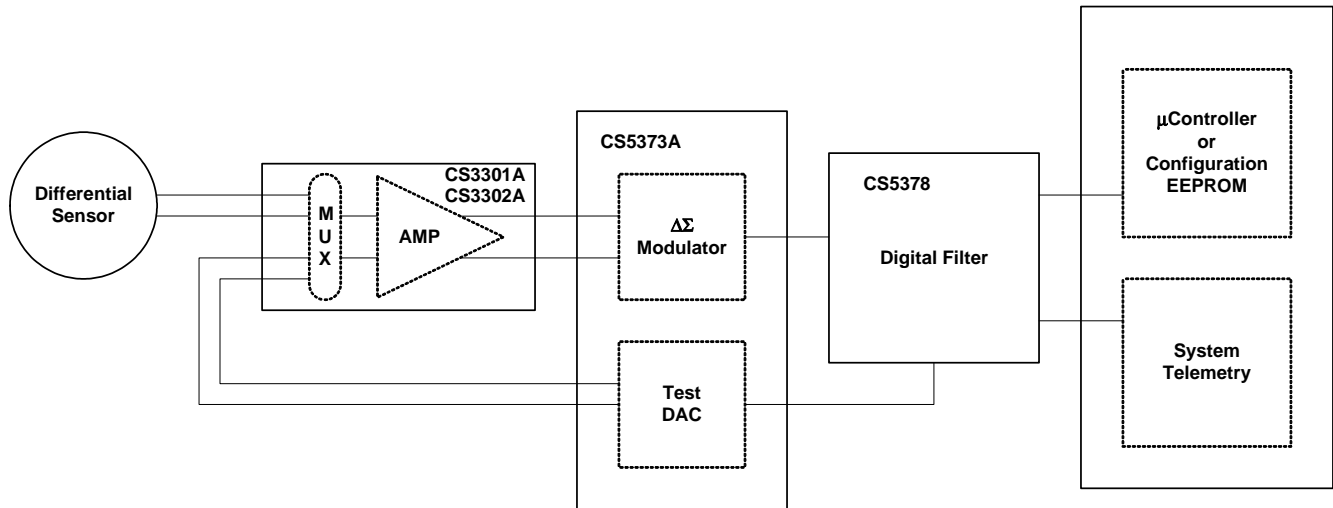 Differential
Sensor
M
U
X
AMP
CS3301A
CS3302A
CS5373A
ΔΣ
Modulator
Test
DAC
CS5378
Digital Filter
μController
or
Configuration
EEPROM
System
Telemetry